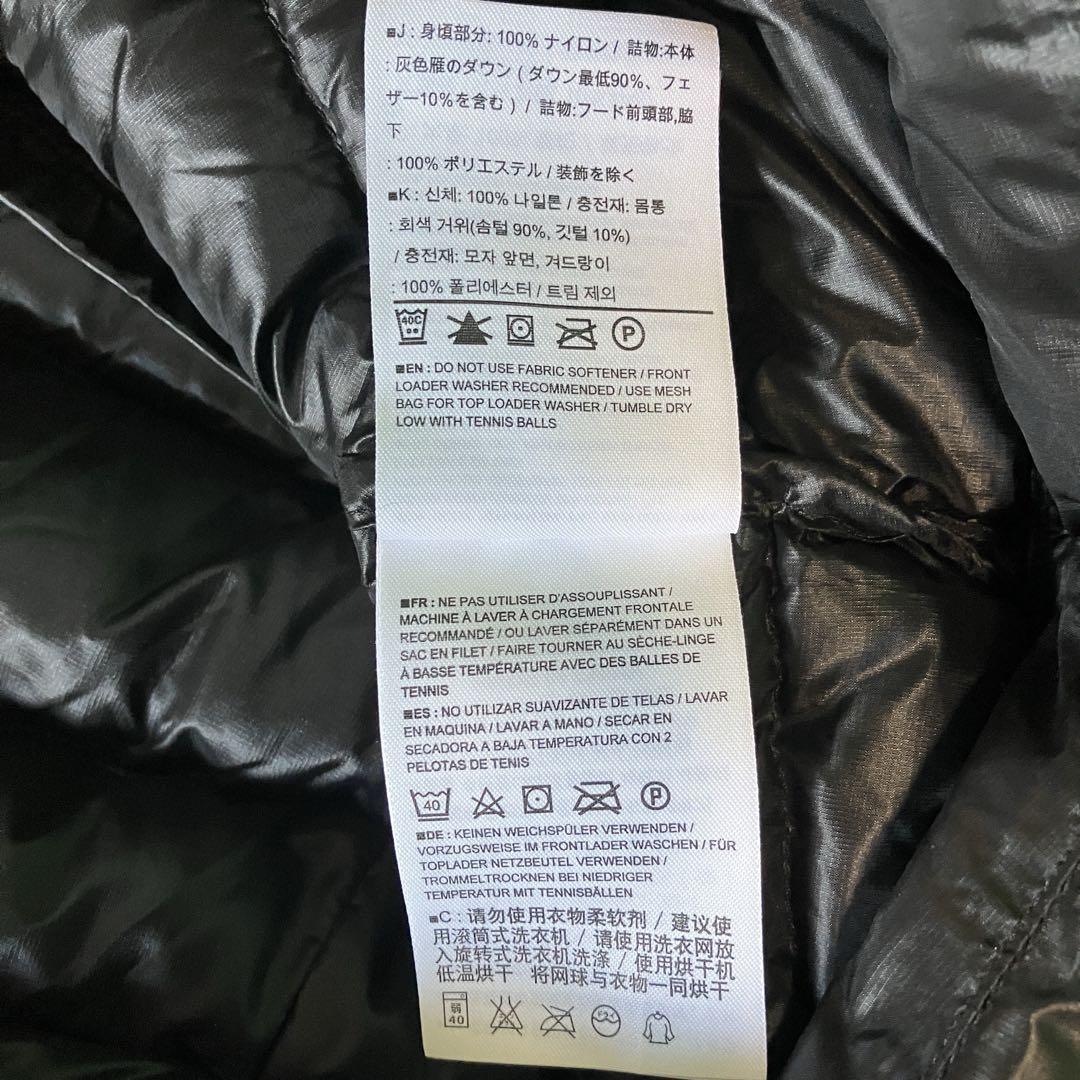 ■J : 身頃部分: 100% ナイロン / 詰物:本体
: 灰色雁のダウン ( ダウン最低90%、フェ
ザー10%を含む ) / 詰物:フード前頭部,脇
下
: 100% ポリエステル / 装飾を除く
■K : 신체: 100% 나일론 / 충전재: 몸통
: 회색 거위(솜털 90%, 깃털 10%)
/ 충전재: 모자 앞면, 겨드랑이
: 100% 폴리에스터 / 트림 제외
40C P
■EN : DO NOT USE FABRIC SOFTENER / FRONT
LOADER WASHER RECOMMENDED / USE MESH
BAG FOR TOP LOADER WASHER / TUMBLE DRY
LOW WITH TENNIS BALLS
■FR : NE PAS UTILISER D'ASSOUPLISSANT /
MACHINE À LAVER À CHARGEMENT FRONTALE
RECOMMANDÉ / OU LAVER SÉPARÉMENT DANS UN
SAC EN FILET / FAIRE TOURNER AU SÈCHE-LINGE
À BASSE TEMPÉRATURE AVEC DES BALLES DE
TENNIS
■ES : NO UTILIZAR SUAVIZANTE DE TELAS / LAVAR
EN MAQUINA / LAVAR A MANO / SECAR EN
SECADORA A BAJA TEMPERATURA CON 2
PELOTAS DE TENIS
40 P
■DE : KEINEN WEICHSPÜLER VERWENDEN /
VORZUGSWEISE IM FRONTLADER WASCHEN / FÜR
TOPLADER NETZBEUTEL VERWENDEN /
TROMMELTROCKNEN BEI NIEDRIGER
TEMPERATUR MIT TENNISBÄLLEN
■C : 请勿使用衣物柔软剂 / 建议使
用滚筒式洗衣机 / 请使用洗衣网放
入旋转式洗衣机洗涤 / 使用烘干机
低温烘干 将网球与衣物一同烘干
弱 40 ドライ